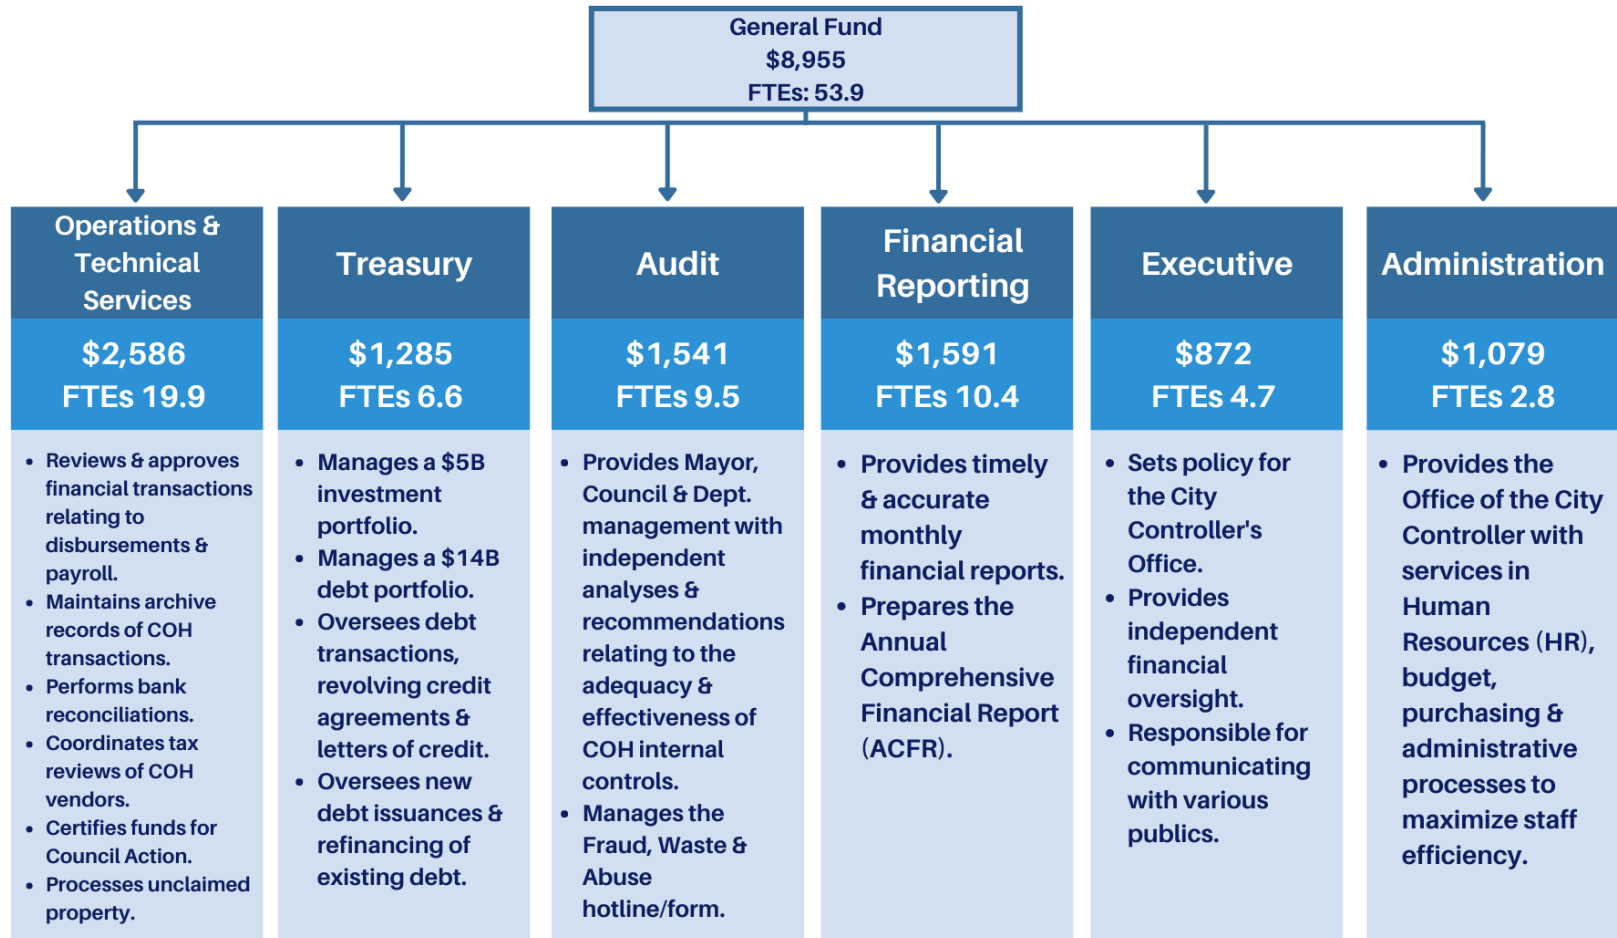 General Fund
$8,955
FTEs: 53.9
Operations &
Technical
Services
$2,586
FTEs 19.9
• Reviews & approves
financial transactions
relating to
disbursements &
payroll.
• Maintains archive
records of COH
transactions.
• Performs bank
reconciliations.
• Coordinates tax
reviews of COH
vendors.
• Certifies funds for
Council Action.
• Processes unclaimed
property.
Treasury
$1,285
FTEs 6.6
• Manages a $5B
investment
portfolio.
• Manages a $14B
debt portfolio.
• Oversees debt
transactions,
revolving credit
agreements &
letters of credit.
• Oversees new
debt issuances &
refinancing of
existing debt.
Audit
$1,541
FTEs 9.5
• Provides Mayor,
Council & Dept.
management with
independent
analyses &
recommendations
relating to the
adequacy &
effectiveness of
COH internal
controls.
• Manages the
Fraud, Waste &
Abuse
hotline/form.
Financial
Reporting
$1,591
FTEs 10.4
• Provides timely
& accurate
monthly
financial reports.
• Prepares the
Annual
Comprehensive
Financial Report
(ACFR).
Executive
$872
FTEs 4.7
• Sets policy for
the City
Controller's
Office.
• Provides
independent
financial
oversight.
• Responsible for
communicating
with various
publics.
Administration
$1,079
FTEs 2.8
• Provides the
Office of the City
Controller with
services in
Human
Resources (HR),
budget,
purchasing &
administrative
processes to
maximize staff
efficiency.